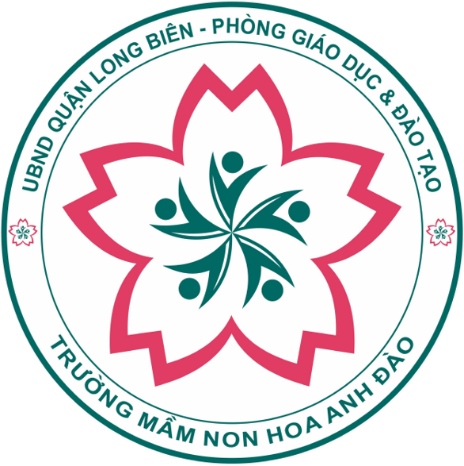 UBND QUẬN LONG BIÊN - PHÒNG GIÁO DỤC & ĐÀO TẠO
TRƯỜNG MẦM NON HOA ANH ĐÀO